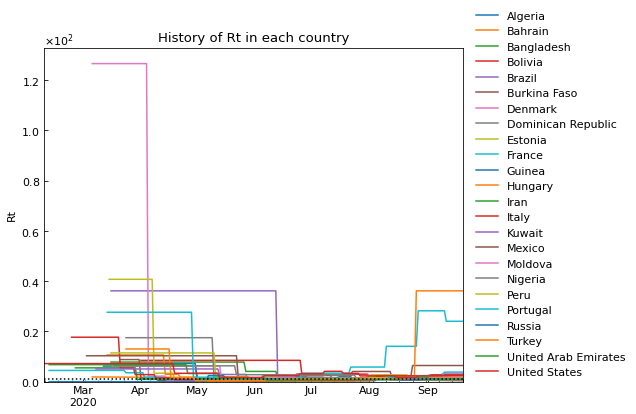 ×10²
History of Rt in each country
1.2
1.0
0.8
0.6
0.4
0.2
0.0
Rt
Mar
2020
Apr
May
Jun
Jul
Aug
Sep
Algeria
Bahrain
Bangladesh
Bolivia
Brazil
Burkina Faso
Denmark
Dominican Republic
Estonia
France
Guinea
Hungary
Iran
Italy
Kuwait
Mexico
Moldova
Nigeria
Peru
Portugal
Russia
Turkey
United Arab Emirates
United States